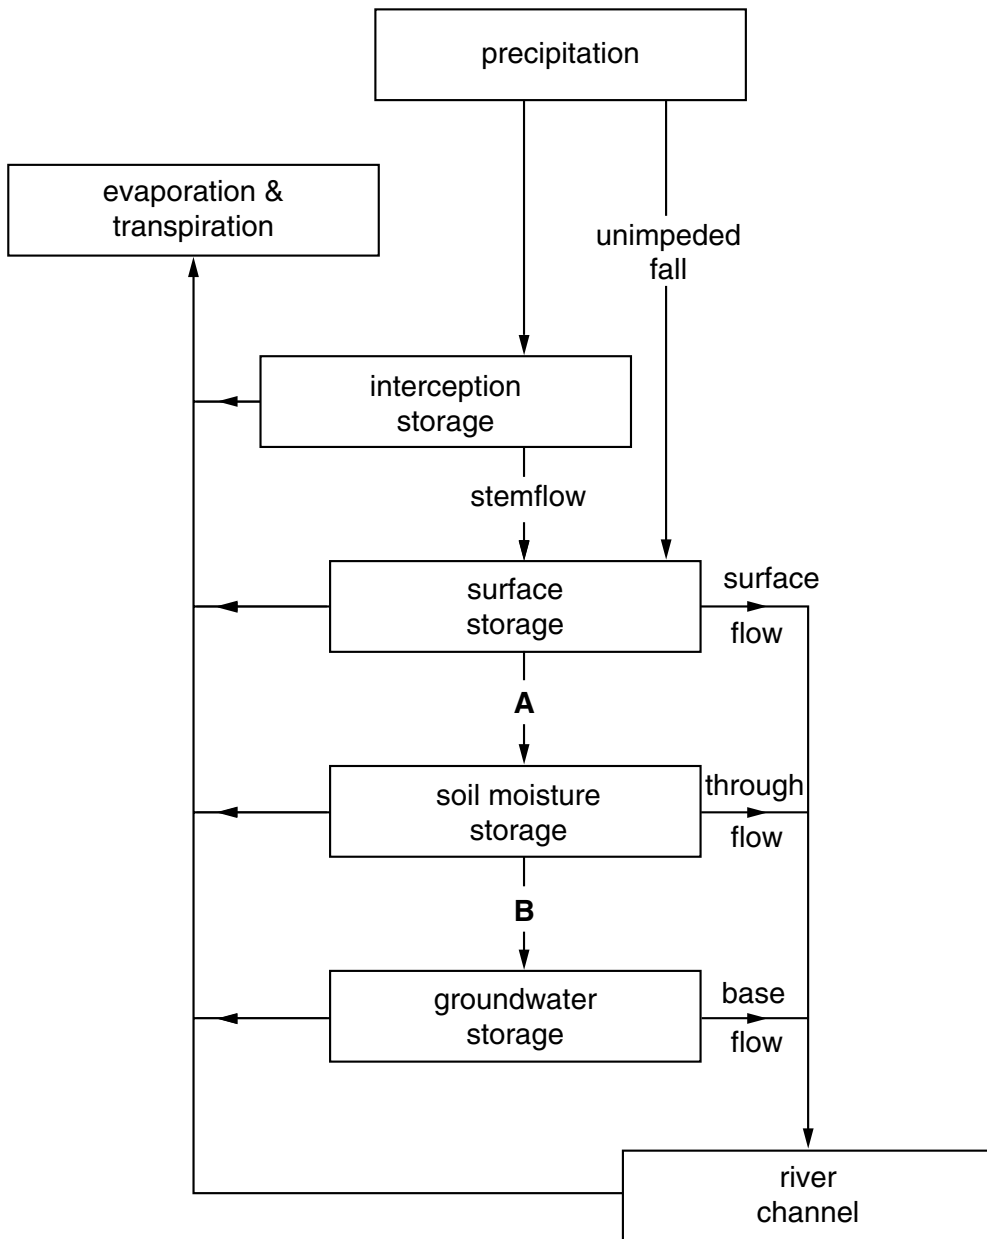 precipitation
evaporation &
transpiration
unimpeded
fall
interception
storage
stemflow
surface
storage
surface
flow
A
soil moisture
storage
through
flow
B
groundwater
storage
base
flow
river
channel